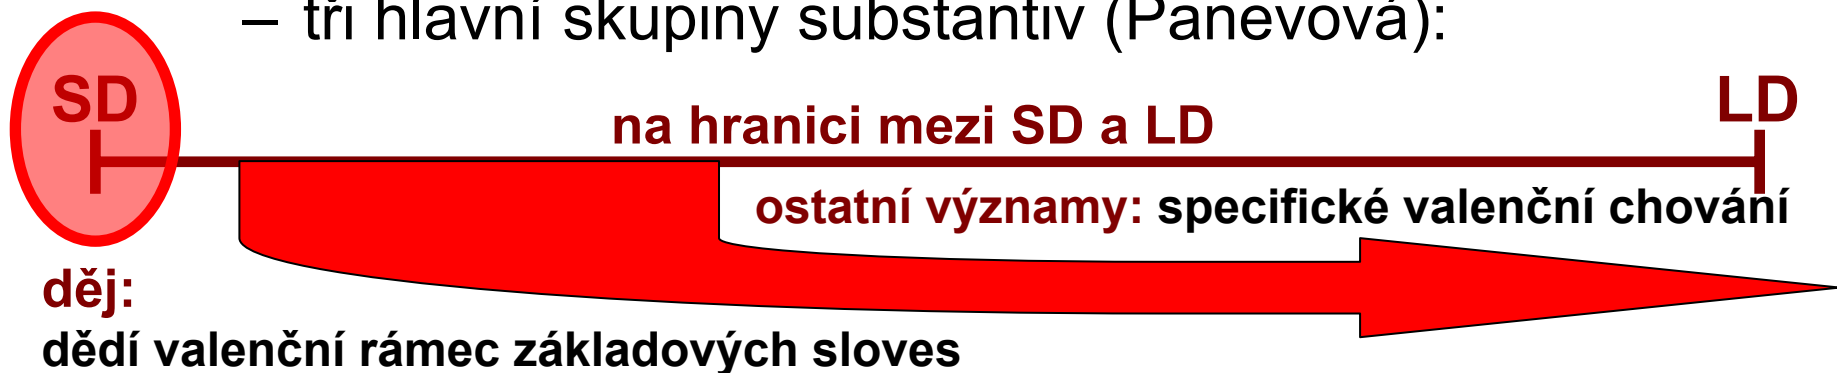 – tři hlavní skupiny substantiv (Panevová):
SD
LD
na hranici mezi SD a LD
ostatní významy: specifické valenční chování
děj:
dědí valenční rámec základových sloves